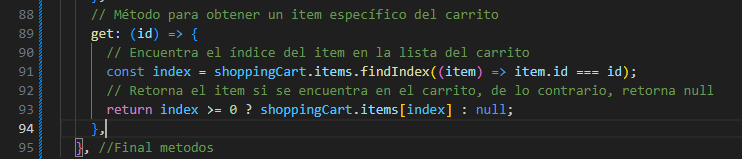 88 // Método para obtener un item específico del carrito
89 get: (id) => {
90 // Encuentra el índice del item en la lista del carrito
91 const index = shoppingCart.items.findIndex((item) => item.id === id);
92 // Retorna el item si se encuentra en el carrito, de lo contrario, retorna null
93 return index >= 0 ? shoppingCart.items[index] : null;
94 },
95 }, //Final metodos